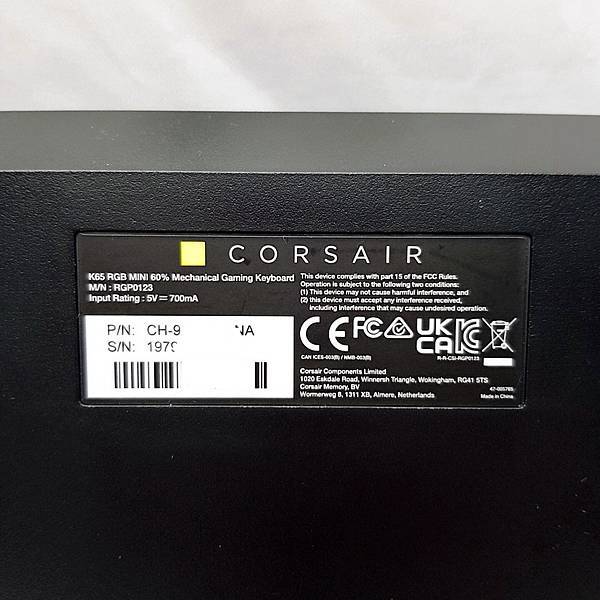 CORSAIR
K65 RGB MINI 60% Mechanical Gaming Keyboard
M/N : RGP0123
Input Rating : 5V⎓700mA
P/N: CH-9 NA
S/N: 197
This device complies with part 15 of the FCC Rules.
Operation is subject to the following two conditions:
(1) This device may not cause harmful interference, and
(2) this device must accept any interference received,
including interference that may cause undesired operation.
CE FC UK CA
CAN ICES-003(B) / NMB-003(B)
R-R-CSI-RGP0123
Corsair Components Limited
1020 Eskdale Road, Winnersh Triangle, Wokingham, RG41 5TS
Corsair Memory, BV
Wormerweg 8, 1311 XB, Almere, Netherlands
47-005765
Made in China